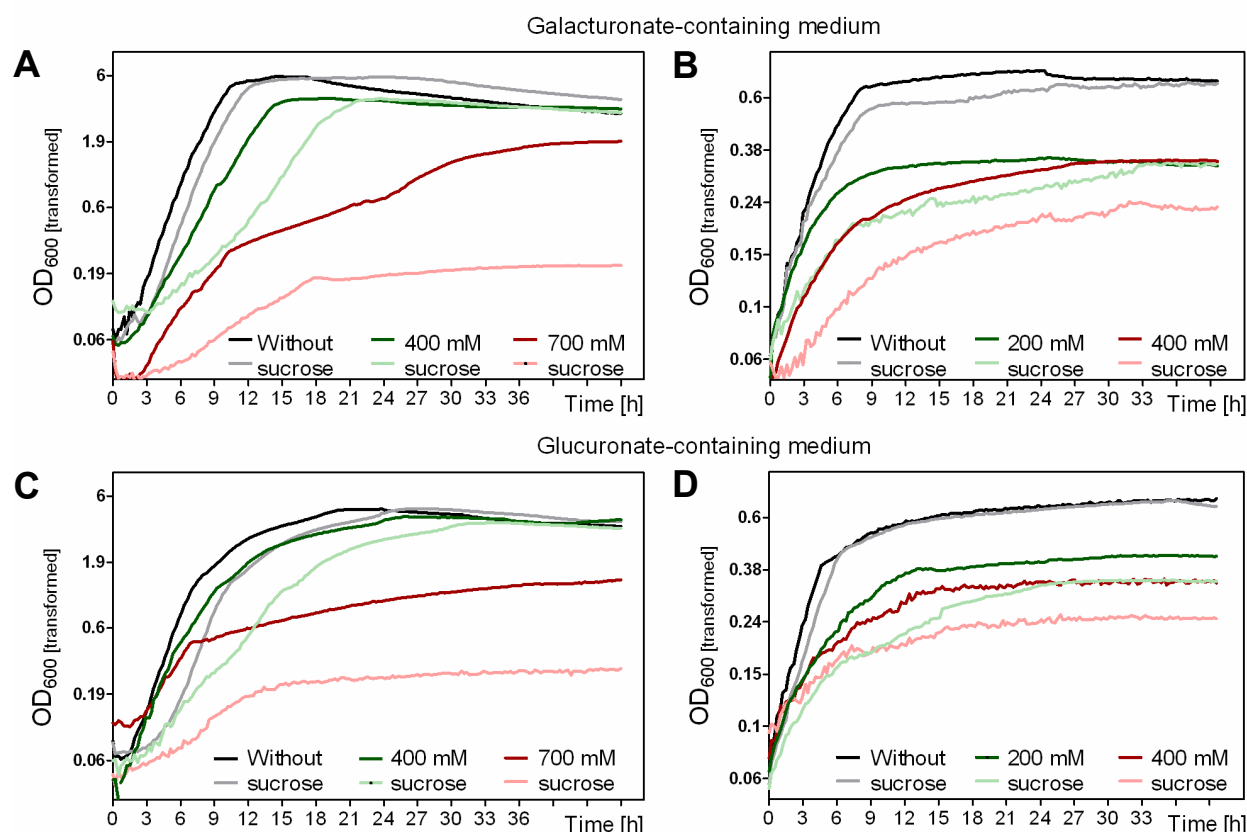 Galacturonate-containing medium
A
B
OD600 [transformed]
6
1.9
0.6
0.19
0.06
Without 400 mM 700 mM
sucrose sucrose sucrose
0 3 6 9 12 15 18 21 24 27 30 33 36 Time [h]
OD600 [transformed]
0.6
0.38
0.24
0.15
0.1
0.06
Without 200 mM 400 mM
sucrose sucrose sucrose
0 3 6 9 12 15 18 21 24 27 30 33 Time [h]
Glucuronate-containing medium
C
D
OD600 [transformed]
6
1.9
0.6
0.19
0.06
Without 400 mM 700 mM
sucrose sucrose sucrose
0 3 6 9 12 15 18 21 24 27 30 33 36 Time [h]
OD600 [transformed]
0.6
0.38
0.24
0.15
0.1
0.06
Without 200 mM 400 mM
sucrose sucrose sucrose
0 3 6 9 12 15 18 21 24 27 30 33 Time [h]